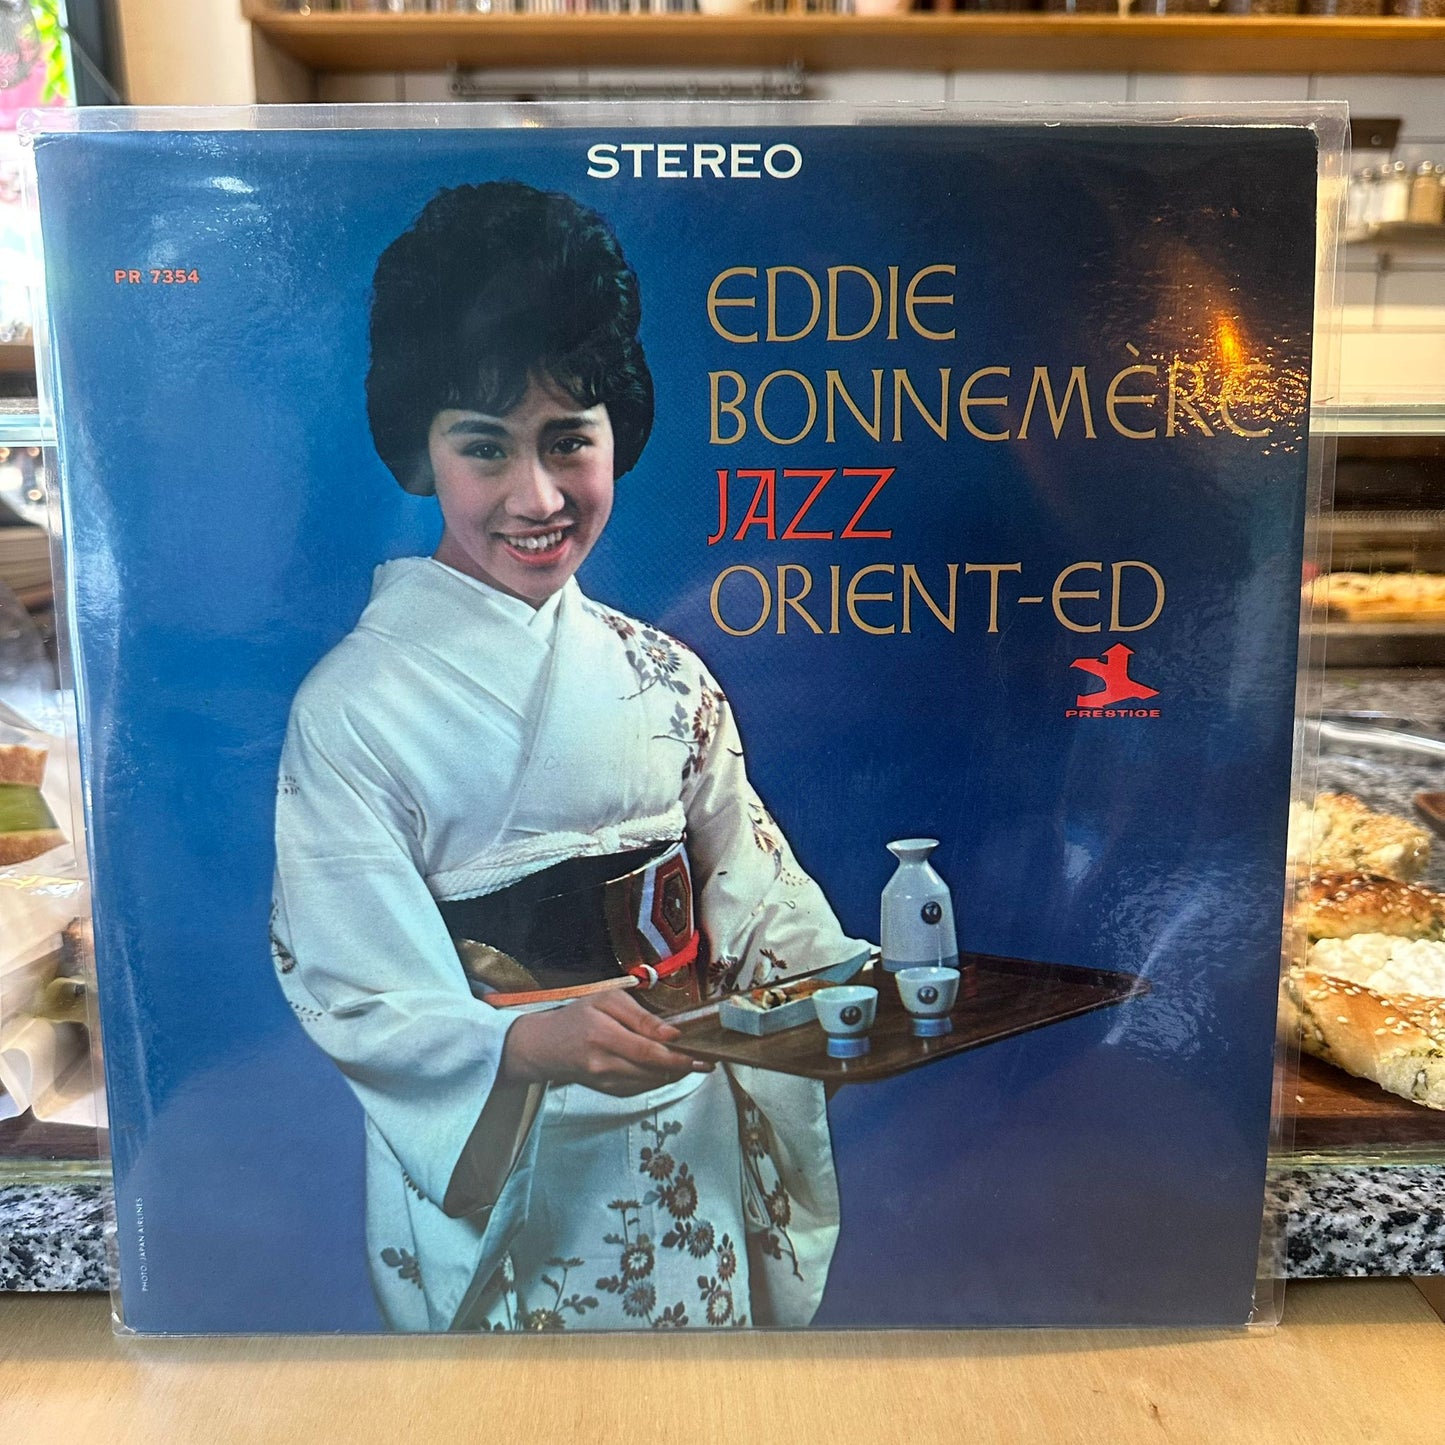 STEREO
PR 7354
EDDIE
BONNEMÈRE
JAZZ
ORIENT-ED
PRESTIGE
PHOTO: JAPAN AIRLINES